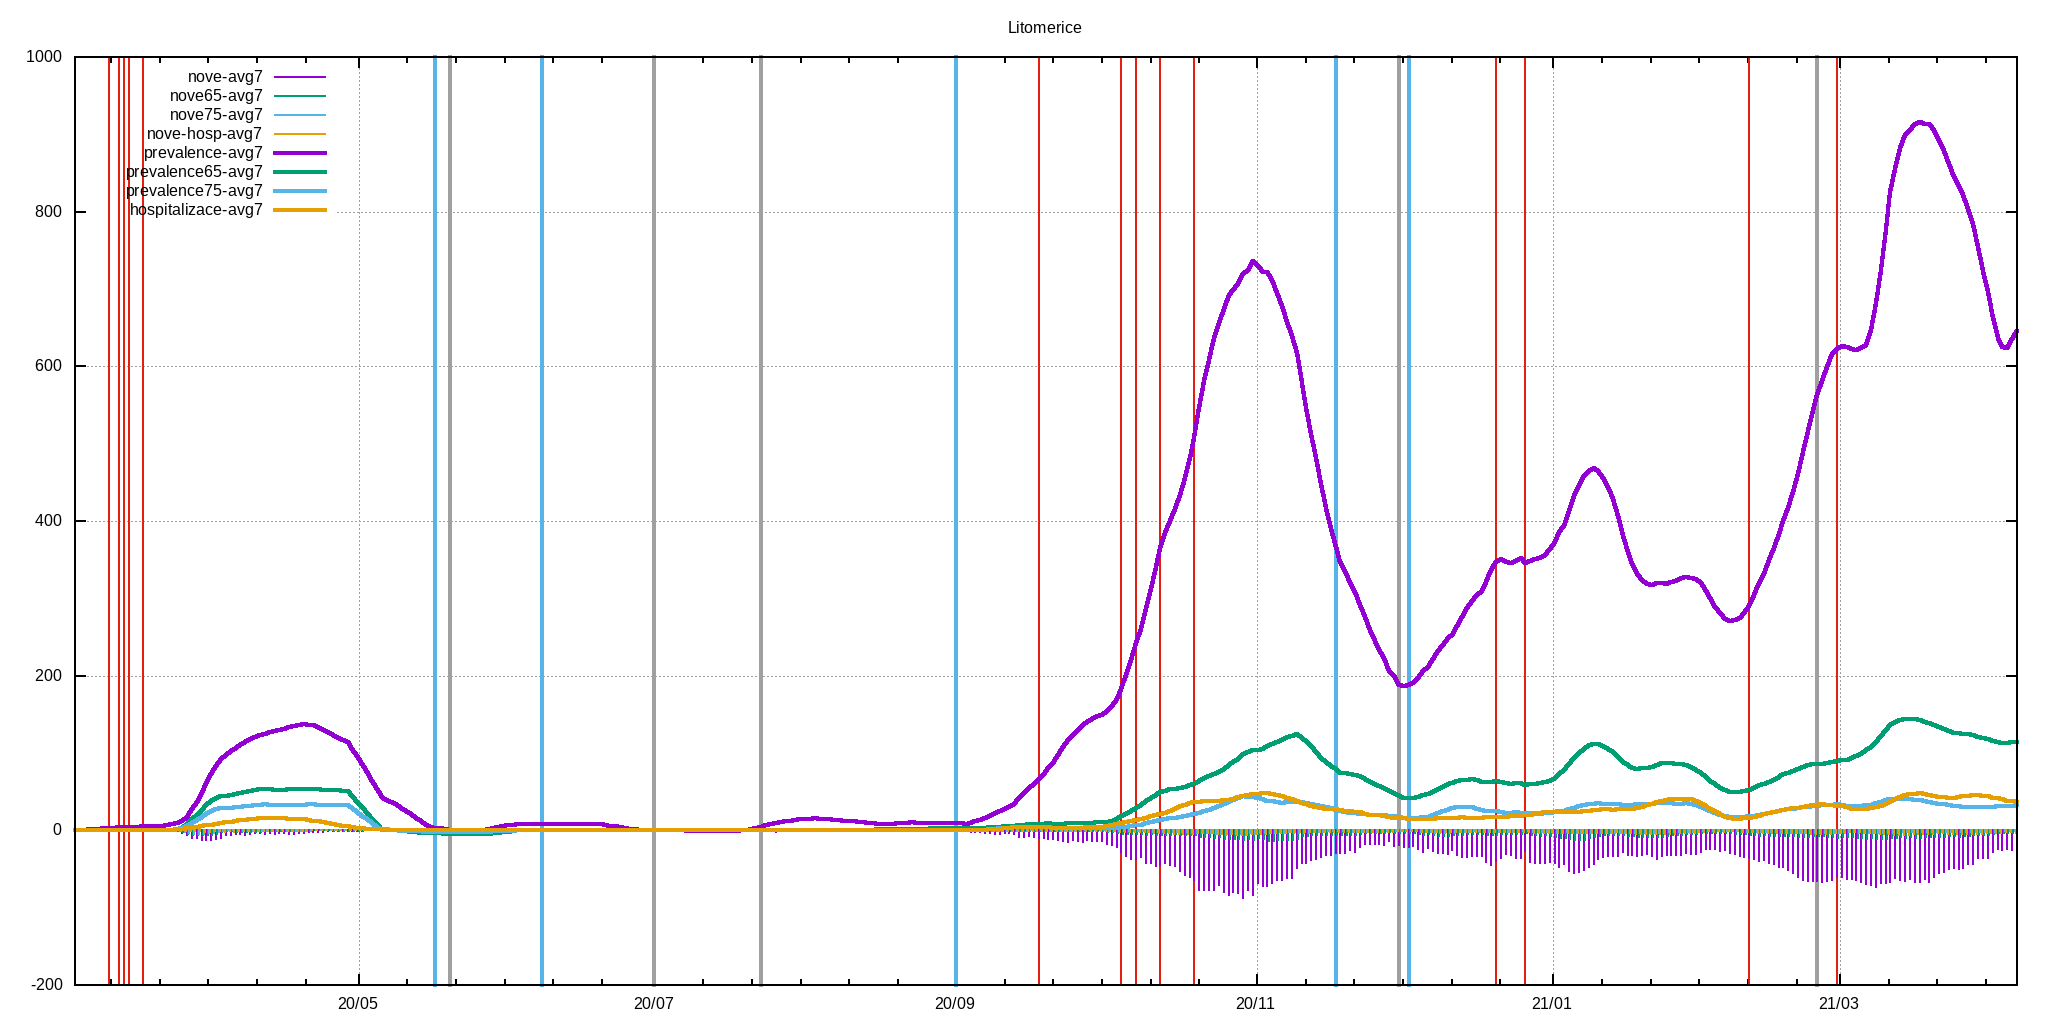 Litomerice
1000
800
600
400
200
0
-200
nove-avg7
nove65-avg7
nove75-avg7
nove-hosp-avg7
prevalence-avg7
prevalence65-avg7
prevalence75-avg7
hospitalizace-avg7
20/05
20/07
20/09
20/11
21/01
21/03